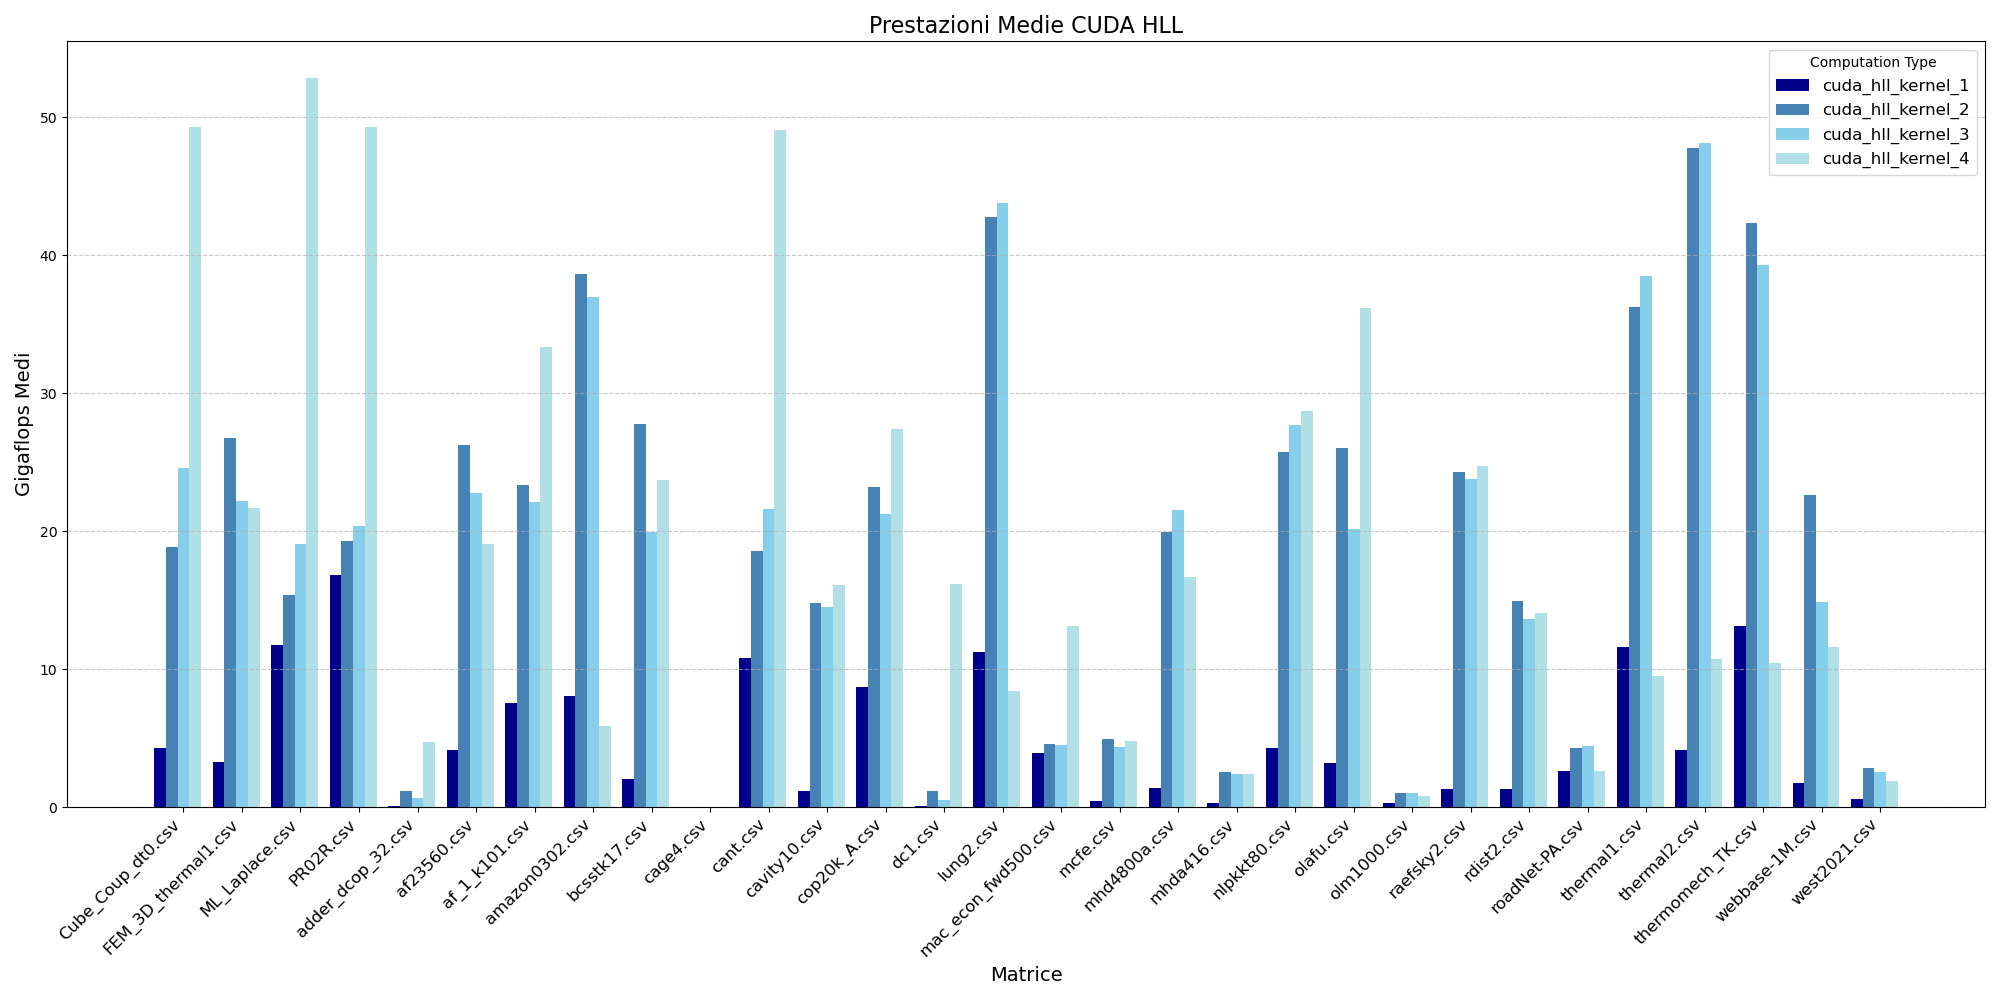 Prestazioni Medie CUDA HLL
Computation Type
cuda_hll_kernel_1
cuda_hll_kernel_2
cuda_hll_kernel_3
cuda_hll_kernel_4
Gigaflops Medi
50
40
30
20
10
0
Cube_Coup_dt0.csv
FEM_3D_thermal1.csv
ML_Laplace.csv
PR02R.csv
adder_dcop_32.csv
af23560.csv
af_1_k101.csv
amazon0302.csv
bcsstk17.csv
cage4.csv
cant.csv
cavity10.csv
cop20k_A.csv
dc1.csv
lung2.csv
mac_econ_fwd500.csv
mcfe.csv
mhd4800a.csv
mhda416.csv
nlpkkt80.csv
olafu.csv
olm1000.csv
raefsky2.csv
rdist2.csv
roadNet-PA.csv
thermal1.csv
thermal2.csv
thermomech_TK.csv
webbase-1M.csv
west2021.csv
Matrice